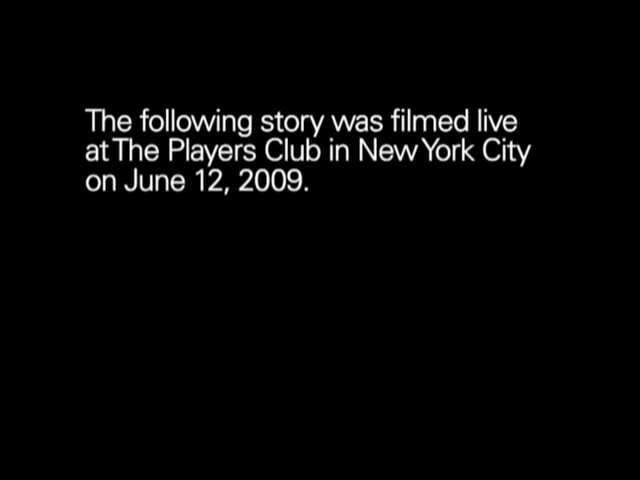 The following story was filmed live
at The Players Club in New York City
on June 12, 2009.